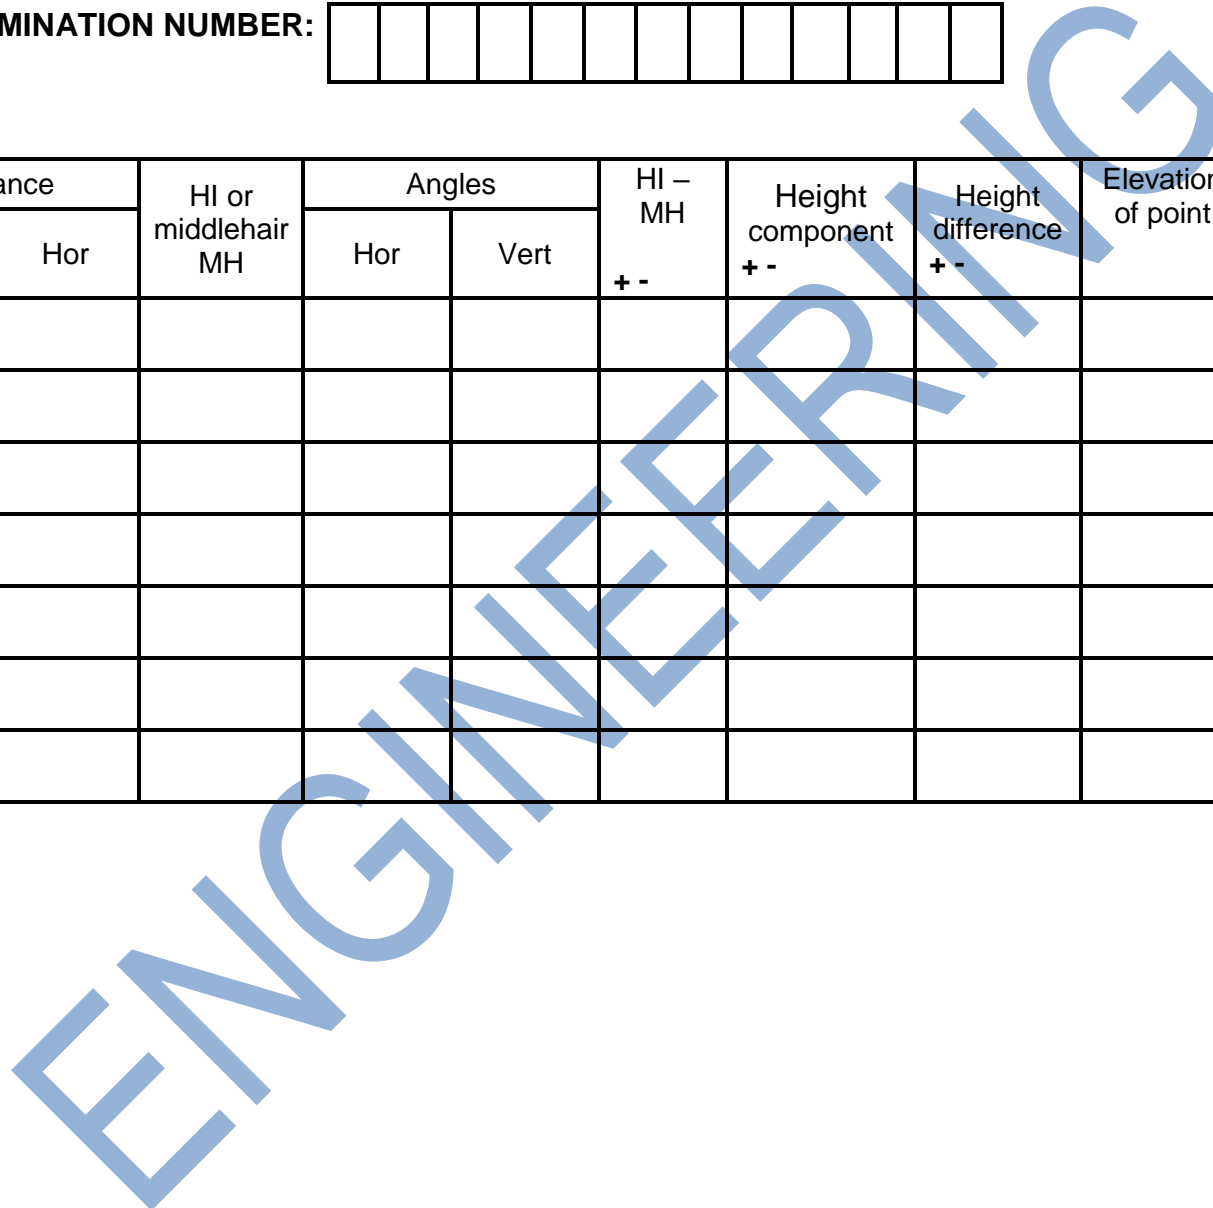 MINATION NUMBER:
ance
HI or
middlehair
MH
Angles
HI –
MH
+ -
Height
component
+ -
Height
difference
+ -
Elevation
of point
Hor
Hor
Vert
ENGINEERING